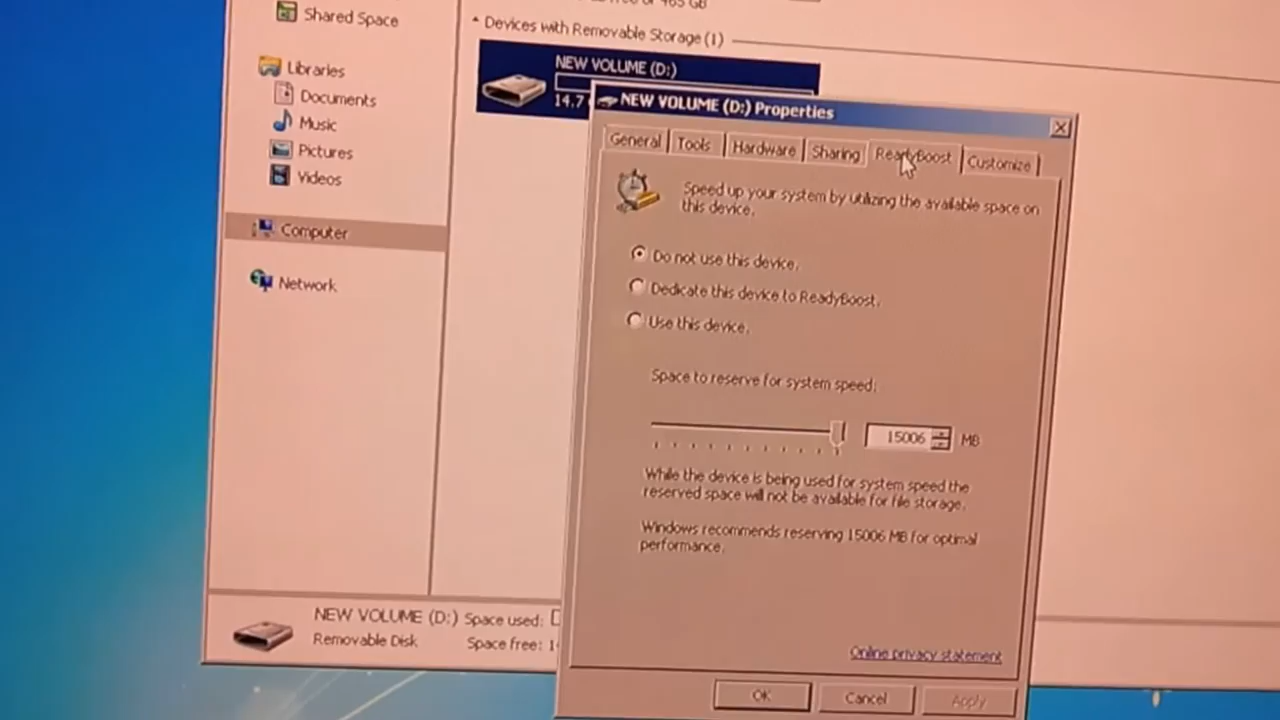 Shared Space
Libraries
Documents
Music
Pictures
Videos
Computer
Network
Devices with Removable Storage (1)
NEW VOLUME (D:)
14.7
NEW VOLUME (D:) Properties
General Tools Hardware Sharing ReadyBoost Customize
Speed up your system by utilizing the available space on
this device.
Do not use this device.
Dedicate this device to ReadyBoost.
Use this device.
Space to reserve for system speed:
15006 MB
While the device is being used for system speed the
reserved space will not be available for file storage.
Windows recommends reserving 15006 MB for optimal
performance.
Online privacy statement
OK Cancel Apply
NEW VOLUME (D:) Space used:
Removable Disk Space free: 1